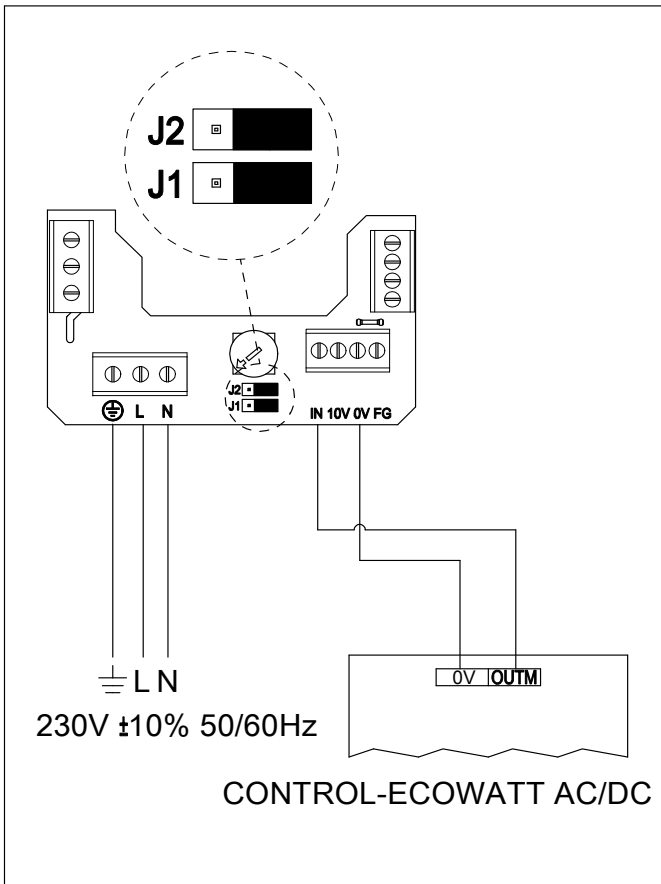 J2
J1
J2
J1
L N
IN 10V 0V FG
L N
230V ±10% 50/60Hz
0V OUTM
CONTROL-ECOWATT AC/DC